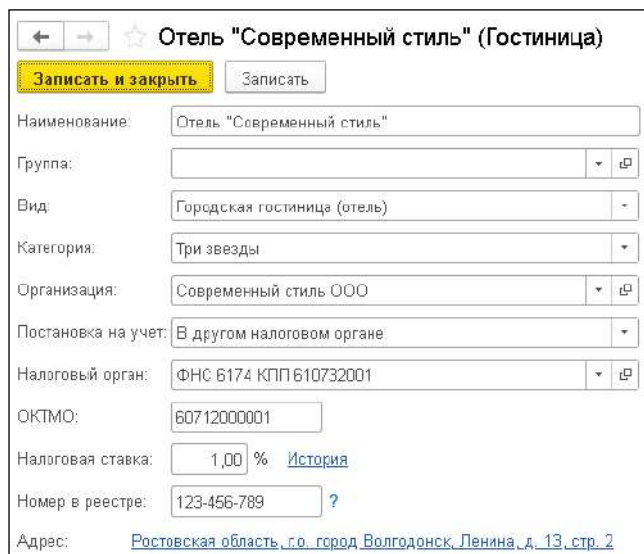 Отель "Современный стиль" (Гостиница)
Записать и закрыть Записать
Наименование: Отель "Современный стиль"
Группа:
Вид: Городская гостиница (отель)
Категория: Три звезды
Организация: Современный стиль ООО
Постановка на учет: В другом налоговом органе
Налоговый орган: ФНС 6174 КПП 610732001
ОКТМО: 60712000001
Налоговая ставка: 1,00 % История
Номер в реестре: 123-456-789 ?
Адрес: Ростовская область, г.о. город Волгодонск, Ленина, д. 13, стр. 2